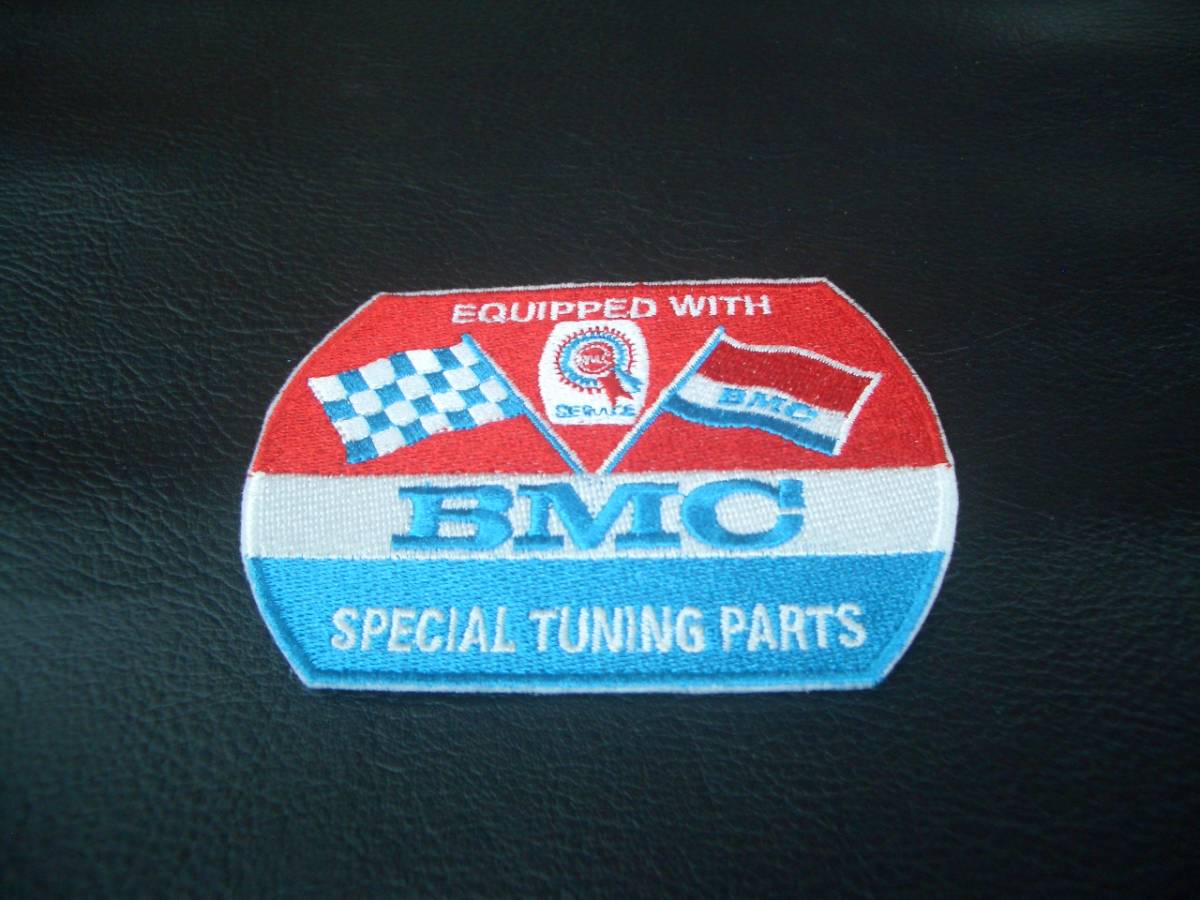 EQUIPPED WITH
SERVICE
BMC
BMC
SPECIAL TUNING PARTS